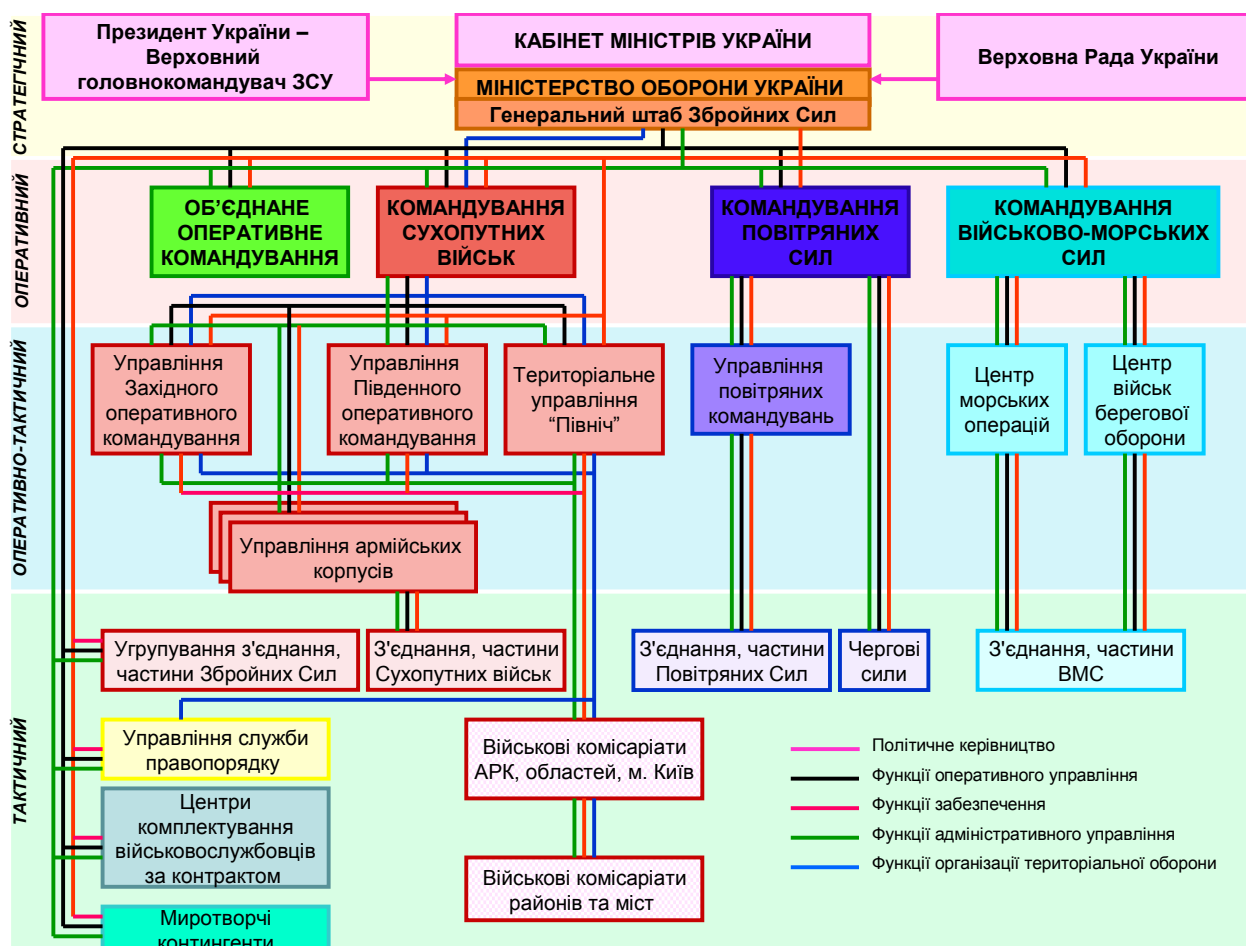 СТРАТЕГІЧНИЙ
Президент України –
Верховний
головнокомандувач ЗСУ
КАБІНЕТ МІНІСТРІВ УКРАЇНИ
МІНІСТЕРСТВО ОБОРОНИ УКРАЇНИ
Генеральний штаб Збройних Сил
Верховна Рада України
ОПЕРАТИВНИЙ
ОБ’ЄДНАНЕ
ОПЕРАТИВНЕ
КОМАНДУВАННЯ
КОМАНДУВАННЯ
СУХОПУТНИХ
ВІЙСЬК
КОМАНДУВАННЯ
ПОВІТРЯНИХ
СИЛ
КОМАНДУВАННЯ
ВІЙСЬКОВО-МОРСЬКИХ
СИЛ
ОПЕРАТИВНО-ТАКТИЧНИЙ
Управління
Західного
оперативного
командування
Управління
Південного
оперативного
командування
Територіальне
управління
“Північ”
Управління
повітряних
командувань
Центр
морських
операцій
Центр
військ
берегової
оборони
Управління армійських
корпусів
ТАКТИЧНИЙ
Угрупування з'єднання,
частини Збройних Сил
З'єднання, частини
Сухопутних військ
З'єднання, частини
Повітряних Сил
Чергові
сили
З'єднання, частини
ВМС
Управління служби
правопорядку
Військові комісаріати
АРК, областей, м. Київ
Центри
комплектування
військовослужбовців
за контрактом
Військові комісаріати
районів та міст
Миротворчі
контингенти
Політичне керівництво
Функції оперативного управління
Функції забезпечення
Функції адміністративного управління
Функції організації територіальної оборони